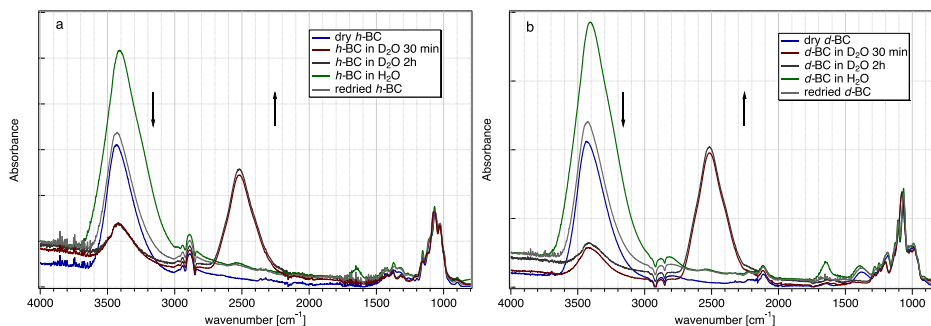 a
dry h-BC
h-BC in D₂O 30 min
h-BC in D₂O 2h
h-BC in H₂O
redried h-BC
Absorbance
4000 3500 3000 2500 2000 1500 1000
wavenumber [cm⁻¹]
b
dry d-BC
d-BC in D₂O 30 min
d-BC in D₂O 2h
d-BC in H₂O
redried d-BC
Absorbance
4000 3500 3000 2500 2000 1500 1000
wavenumber [cm⁻¹]